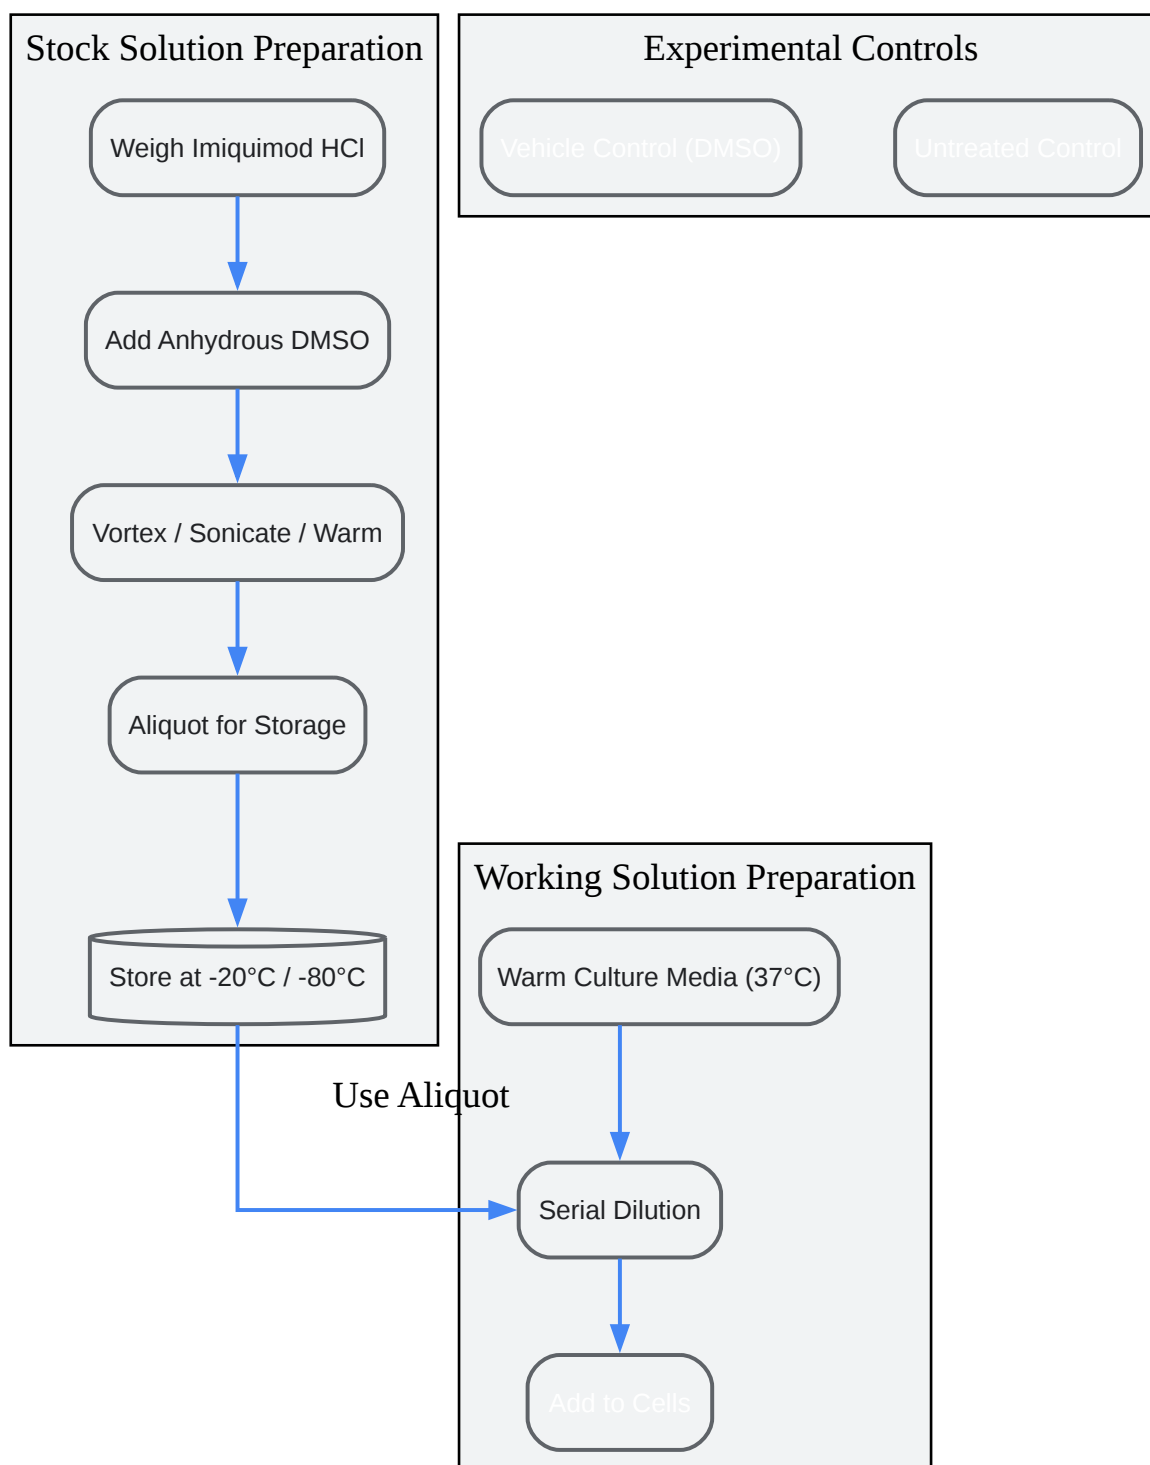 Stock Solution Preparation
Weigh Imiquimod HCl
Add Anhydrous DMSO
Vortex / Sonicate / Warm
Aliquot for Storage
Store at -20°C / -80°C
Use Aliquot
Experimental Controls
Vehicle Control (DMSO)
Untreated Control
Working Solution Preparation
Warm Culture Media (37°C)
Serial Dilution
Add to Cells